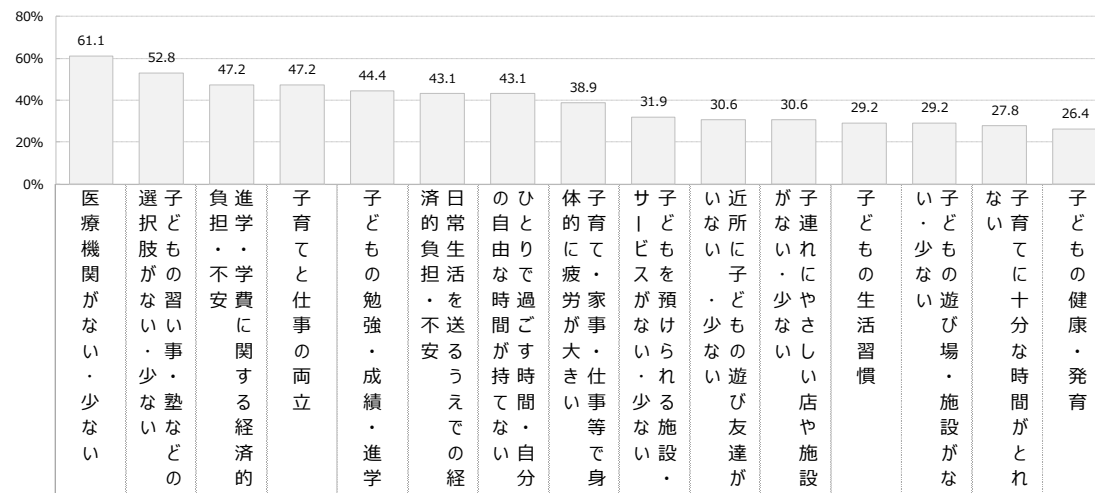 80%
60%
40%
20%
0%
61.1
52.8
47.2
47.2
44.4
43.1
43.1
38.9
31.9
30.6
30.6
29.2
29.2
27.8
26.4
医療機関がない・少ない
子どもの習い事・塾などの
選択肢がない・少ない
進学・学費に関する経済的
負担・不安
子育てと仕事の両立
子どもの勉強・成績・進学
日常生活を送るうえでの経
済的負担・不安
ひとりで過ごす時間・自分
の自由な時間が持てない
子育て・家事・仕事等で身
体的に疲労が大きい
子どもを預けられる施設・
サービスがない・少ない
近所に子どもの遊び友達が
いない・少ない
子連れにやさしい店や施設
がない・少ない
子どもの生活習慣
子どもの遊び場・施設がな
い・少ない
子育てに十分な時間がとれ
ない
子どもの健康・発育